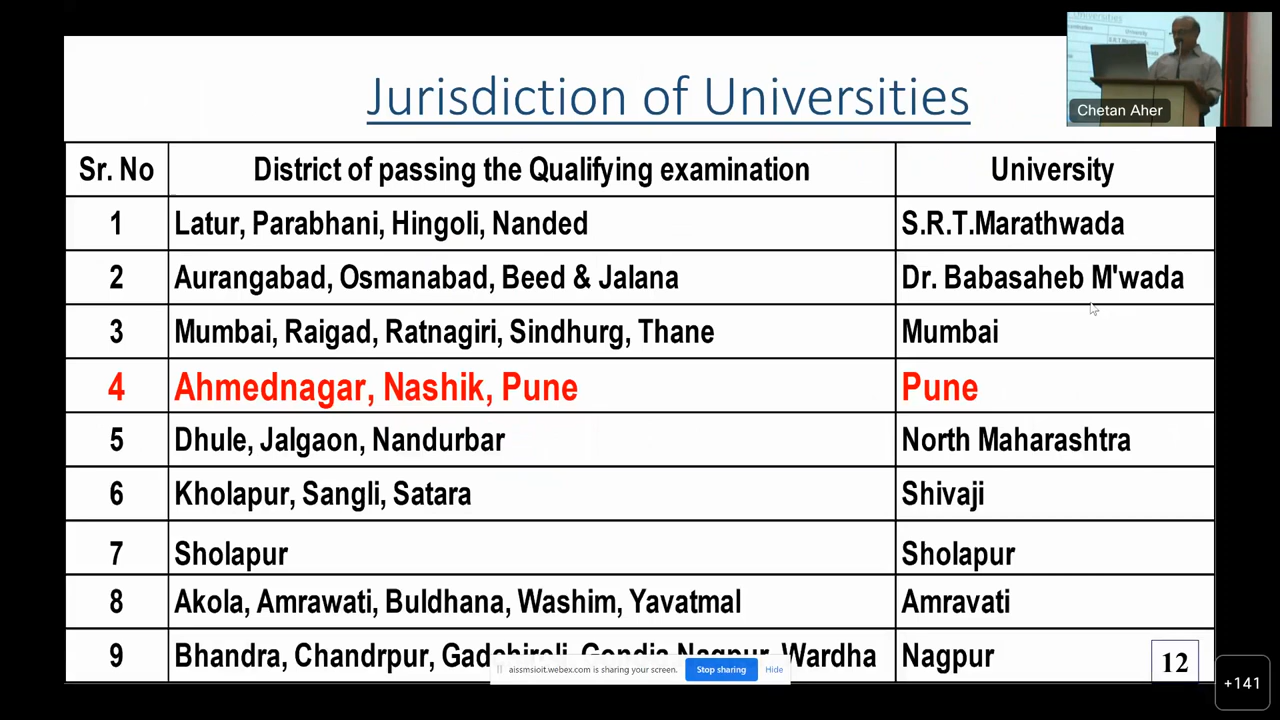 Jurisdiction of Universities
Chetan Aher
Sr. No District of passing the Qualifying examination University
1 Latur, Parabhani, Hingoli, Nanded S.R.T.Marathwada
2 Aurangabad, Osmanabad, Beed & Jalana Dr. Babasaheb M'wada
3 Mumbai, Raigad, Ratnagiri, Sindhurg, Thane Mumbai
4 Ahmednagar, Nashik, Pune Pune
5 Dhule, Jalgaon, Nandurbar North Maharashtra
6 Kholapur, Sangli, Satara Shivaji
7 Sholapur Sholapur
8 Akola, Amrawati, Buldhana, Washim, Yavatmal Amravati
9 Bhandra, Chandrpur, Gadchiroli, Gondia Nagpur, Wardha Nagpur
12
aissmsioit.webex.com is sharing your screen. Stop sharing Hide
+141